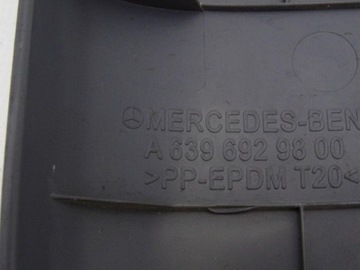 MERCEDES-BEN
A 639 692 98 00
>PP-EPDM T20<